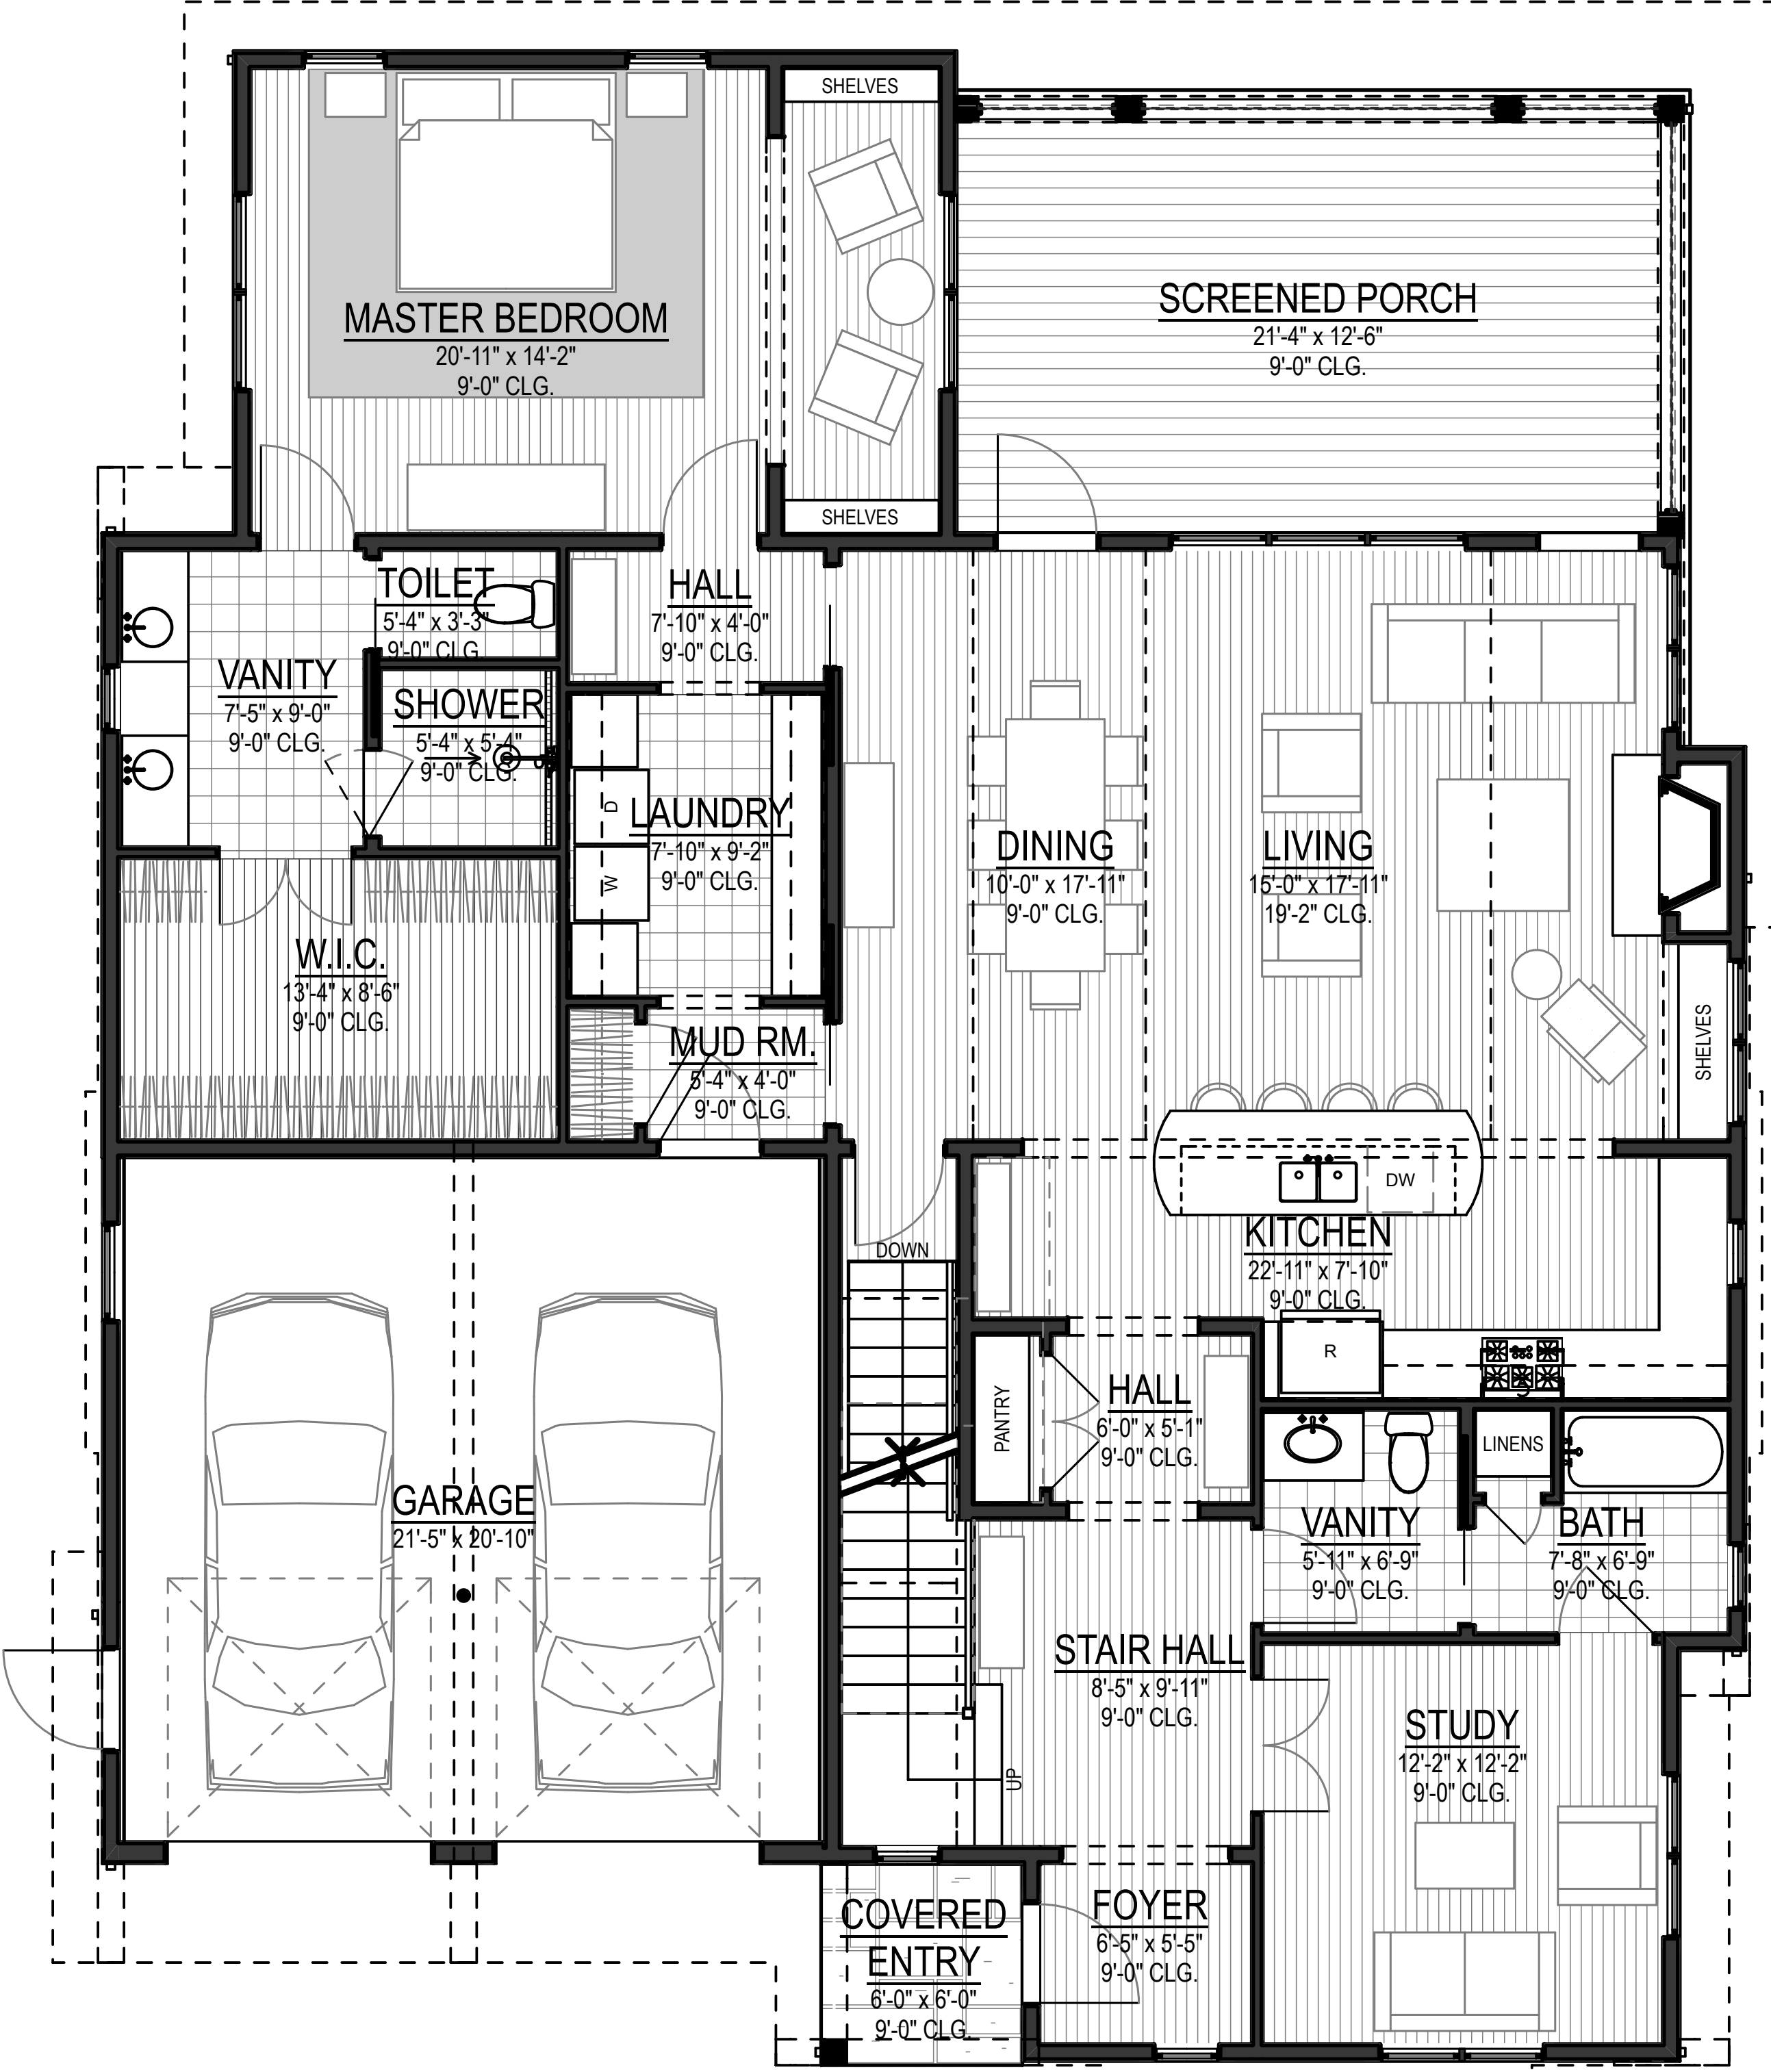 SHELVES
MASTER BEDROOM
20'-11" x 14'-2"
9'-0" CLG.
SCREENED PORCH
21'-4" x 12'-6"
9'-0" CLG.
SHELVES
TOILET
5'-4" x 3'-3"
9'-0" CLG.
HALL
7'-10" x 4'-0"
9'-0" CLG.
VANITY
7'-5" x 9'-0"
9'-0" CLG.
SHOWER
5'-4" x 5'-4"
9'-0" CLG.
D
W
LAUNDRY
7'-10" x 9'-2"
9'-0" CLG.
DINING
10'-0" x 17'-11"
9'-0" CLG.
LIVING
15'-0" x 17'-11"
19'-2" CLG.
W.I.C.
13'-4" x 8'-6"
9'-0" CLG.
MUD RM.
5'-4" x 4'-0"
9'-0" CLG.
SHELVES
DW
KITCHEN
22'-11" x 7'-10"
9'-0" CLG.
DOWN
R
PANTRY
HALL
6'-0" x 5'-1"
9'-0" CLG.
LINENS
GARAGE
21'-5" x 20'-10"
VANITY
5'-11" x 6'-9"
9'-0" CLG.
BATH
7'-8" x 6'-9"
9'-0" CLG.
STAIR HALL
8'-5" x 9'-11"
9'-0" CLG.
UP
STUDY
12'-2" x 12'-2"
9'-0" CLG.
COVERED
ENTRY
6'-0" x 6'-0"
9'-0" CLG.
FOYER
6'-5" x 5'-5"
9'-0" CLG.